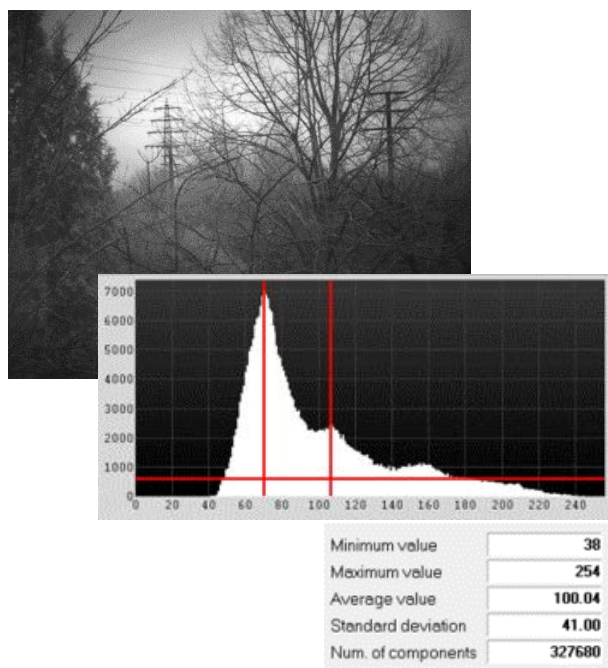 7000
6000
5000
4000
3000
2000
1000
0
0 20 40 60 80 100 120 140 160 180 200 220 240
Minimum value 38
Maximum value 254
Average value 100.04
Standard deviation 41.00
Num. of components 327680